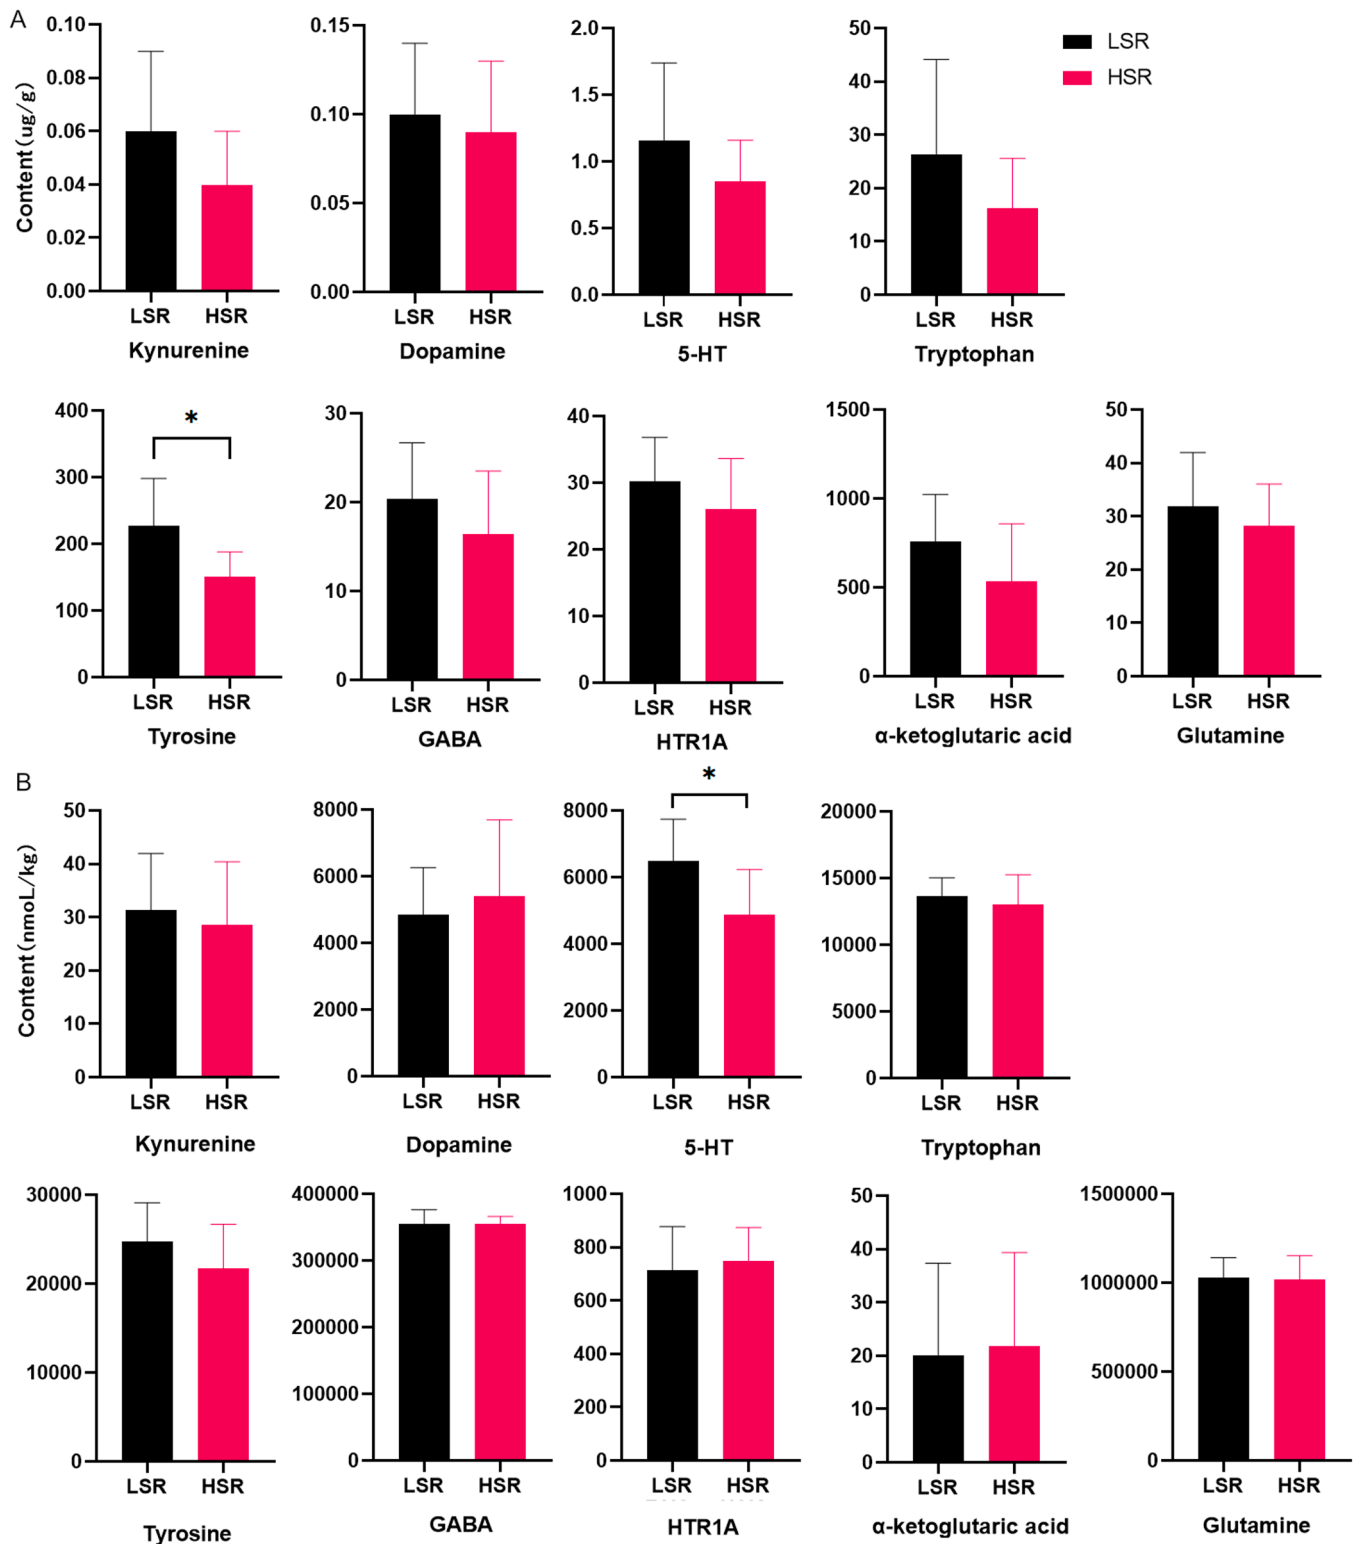 A
LSR
HSR
Content(ug/g)
0.10
0.08
0.06
0.04
0.02
0.00
LSR HSR
Kynurenine
0.15
0.10
0.05
0.00
LSR HSR
Dopamine
2.0
1.5
1.0
0.5
0.0
LSR HSR
5-HT
50
40
30
20
10
0
LSR HSR
Tryptophan
400
300
200
100
0
*
LSR HSR
Tyrosine
30
20
10
0
LSR HSR
GABA
40
30
20
10
0
LSR HSR
HTR1A
1500
1000
500
0
LSR HSR
α-ketoglutaric acid
50
40
30
20
10
0
LSR HSR
Glutamine
B
Content(nmoL/kg)
50
40
30
20
10
0
LSR HSR
Kynurenine
8000
6000
4000
2000
0
LSR HSR
Dopamine
8000
6000
4000
2000
0
*
LSR HSR
5-HT
20000
15000
10000
5000
0
LSR HSR
Tryptophan
30000
20000
10000
0
LSR HSR
Tyrosine
400000
300000
200000
100000
0
LSR HSR
GABA
1000
800
600
400
200
0
LSR HSR
HTR1A
50
40
30
20
10
0
LSR HSR
α-ketoglutaric acid
1500000
1000000
500000
0
LSR HSR
Glutamine